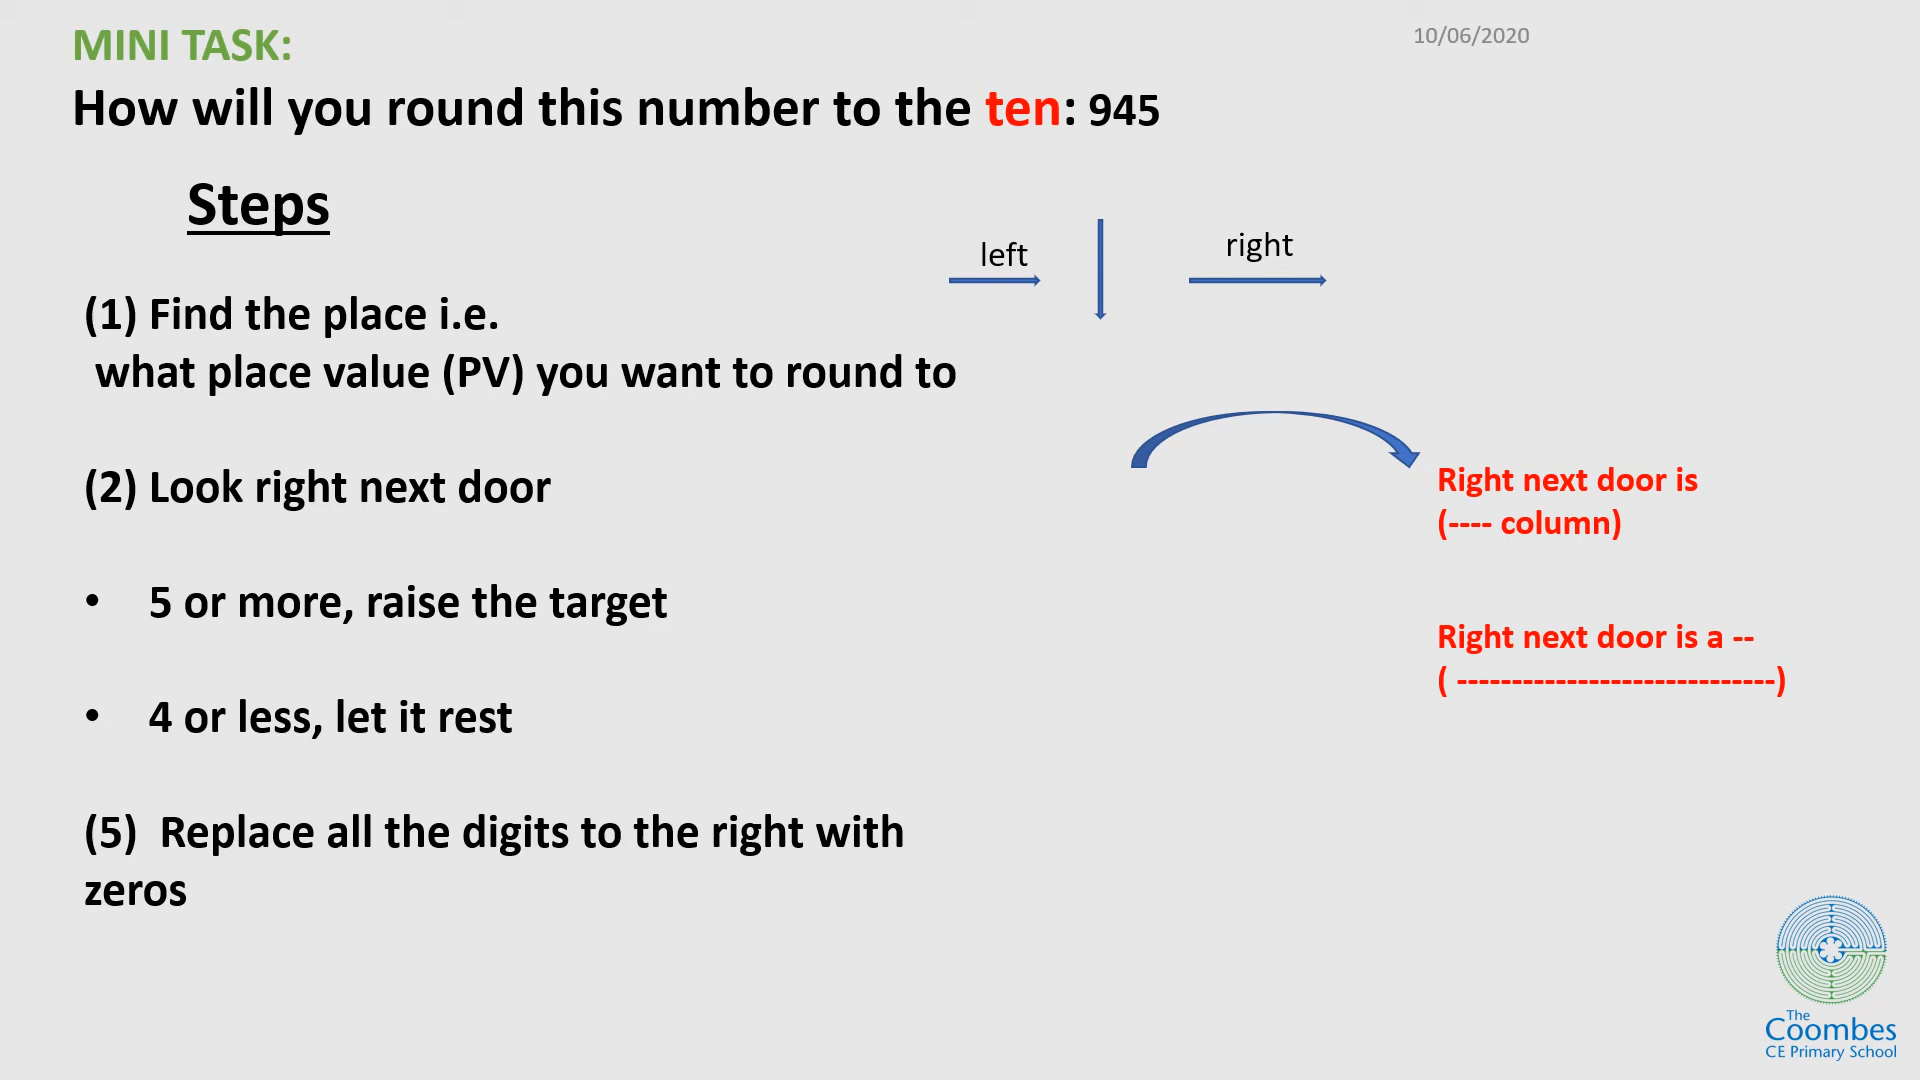 MINI TASK:
10/06/2020
How will you round this number to the ten: 945
Steps
left
right
(1) Find the place i.e.
what place value (PV) you want to round to
(2) Look right next door
Right next door is
(---- column)
• 5 or more, raise the target
Right next door is a --
( -----------------------------)
• 4 or less, let it rest
(5) Replace all the digits to the right with
zeros
The
Coombes
CE Primary School